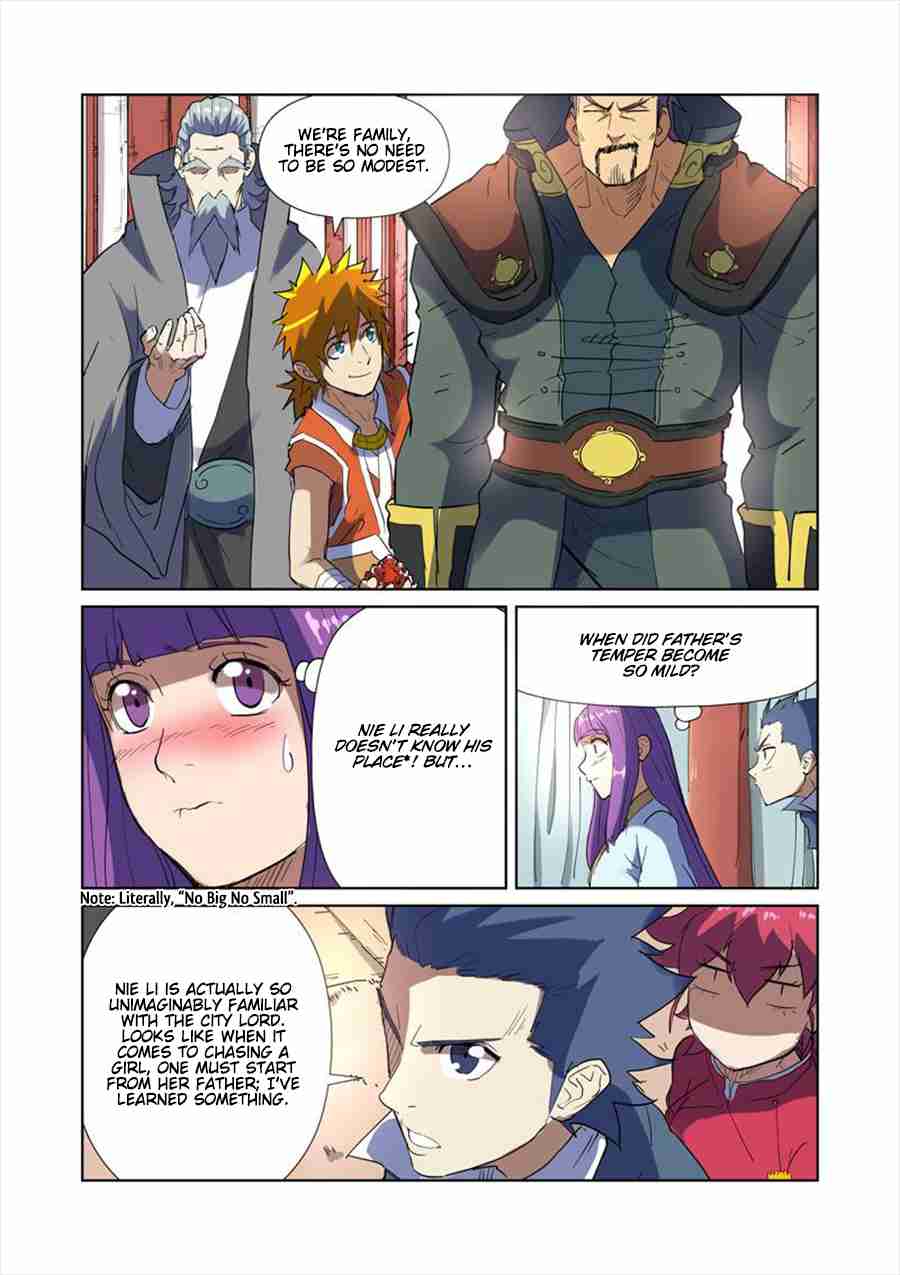 WE'RE FAMILY,
THERE'S NO NEED
TO BE SO MODEST.
NIE LI REALLY
DOESN'T KNOW HIS
PLACE*! BUT...
WHEN DID FATHER'S
TEMPER BECOME
SO MILD?
Note: Literally, "No Big No Small".
NIE LI IS ACTUALLY SO
UNIMAGINABLY FAMILIAR
WITH THE CITY LORD.
LOOKS LIKE WHEN IT
COMES TO CHASING A
GIRL, ONE MUST START
FROM HER FATHER; I'VE
LEARNED SOMETHING.